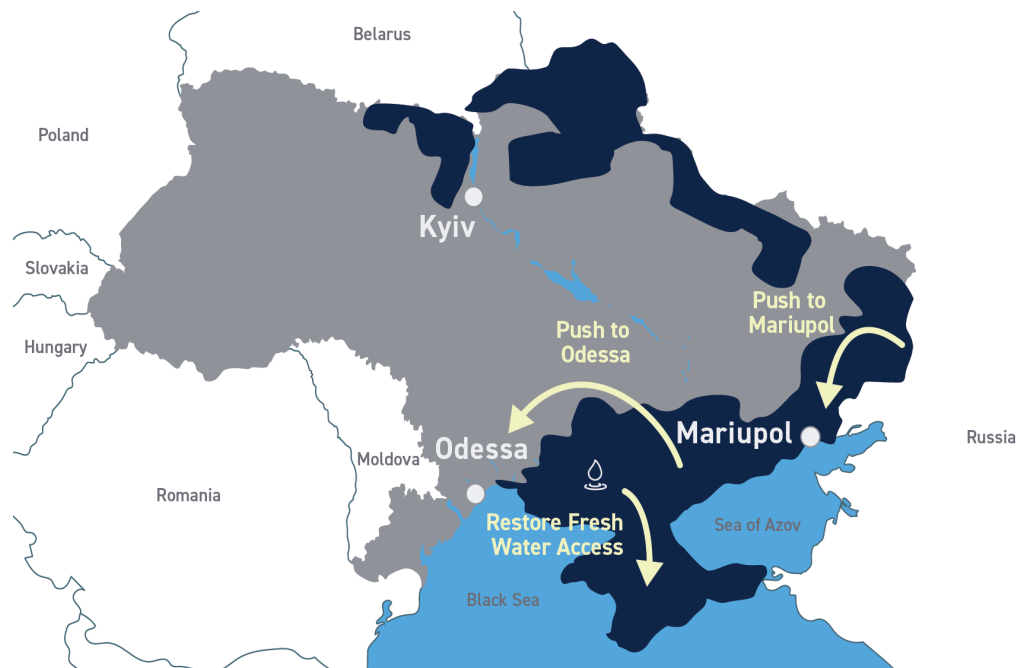 Belarus
Poland
Kyiv
Slovakia
Push to
Mariupol
Push to
Odessa
Hungary
Mariupol
Russia
Odessa
Moldova
Romania
Restore Fresh
Water Access
Sea of Azov
Black Sea